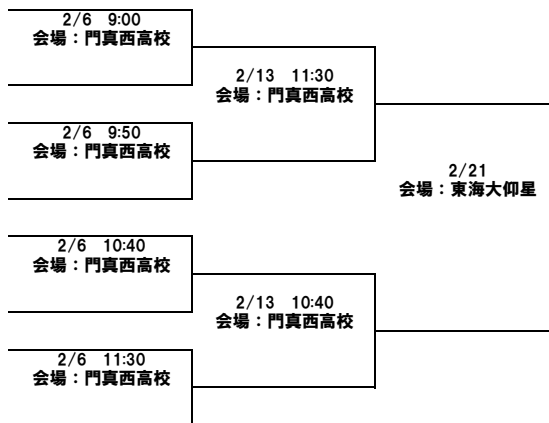 2/6 9:00
会場：門真西高校
2/13 11:30
会場：門真西高校
2/6 9:50
会場：門真西高校
2/21
会場：東海大仰星
2/6 10:40
会場：門真西高校
2/13 10:40
会場：門真西高校
2/6 11:30
会場：門真西高校